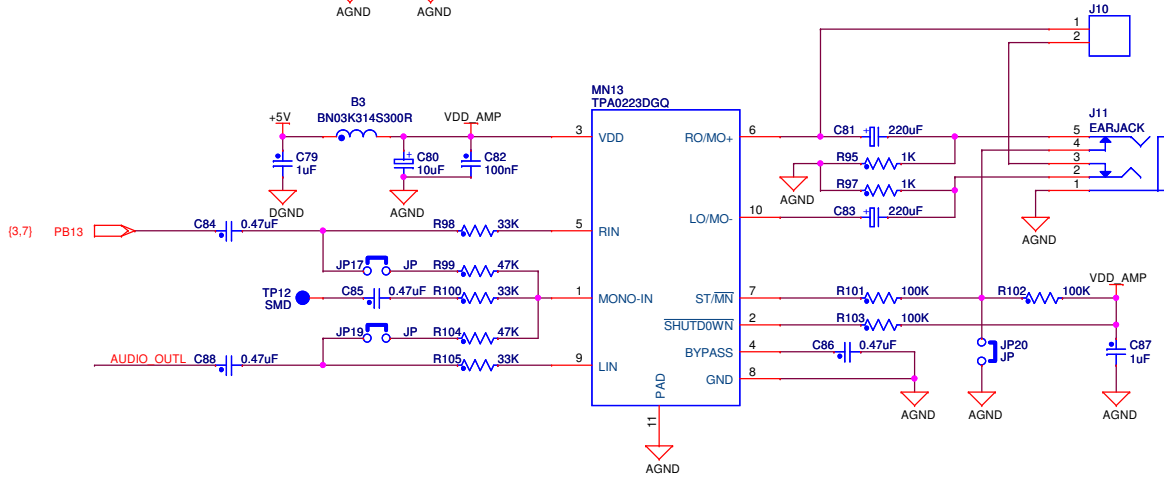 AGND AGND
J10
1
2
MN13
TPA0223DGQ
B3
BN03K314S300R
+5V
VDD_AMP
3 VDD
RO/MO+ 6
C81 220uF
J11
EARJACK
5
4
3
2
1
C79
1uF
C80
10uF
C82
100nF
R95 1K
R97 1K
AGND
DGND
AGND
LO/MO- 10
C83 220uF
AGND
{3,7} PB13
C84 0.47uF
R98 33K
5 RIN
JP17 JP
R99 47K
TP12
SMD
C85 0.47uF
R100 33K
1 MONO-IN
ST/MN 7
R101 100K
R102 100K
VDD_AMP
SHUTD0WN 2
R103 100K
JP19 JP
R104 47K
BYPASS 4
C86 0.47uF
JP20
JP
C87
1uF
AUDIO_OUTL
C88 0.47uF
R105 33K
9 LIN
GND 8
PAD
11
AGND
AGND
AGND
AGND